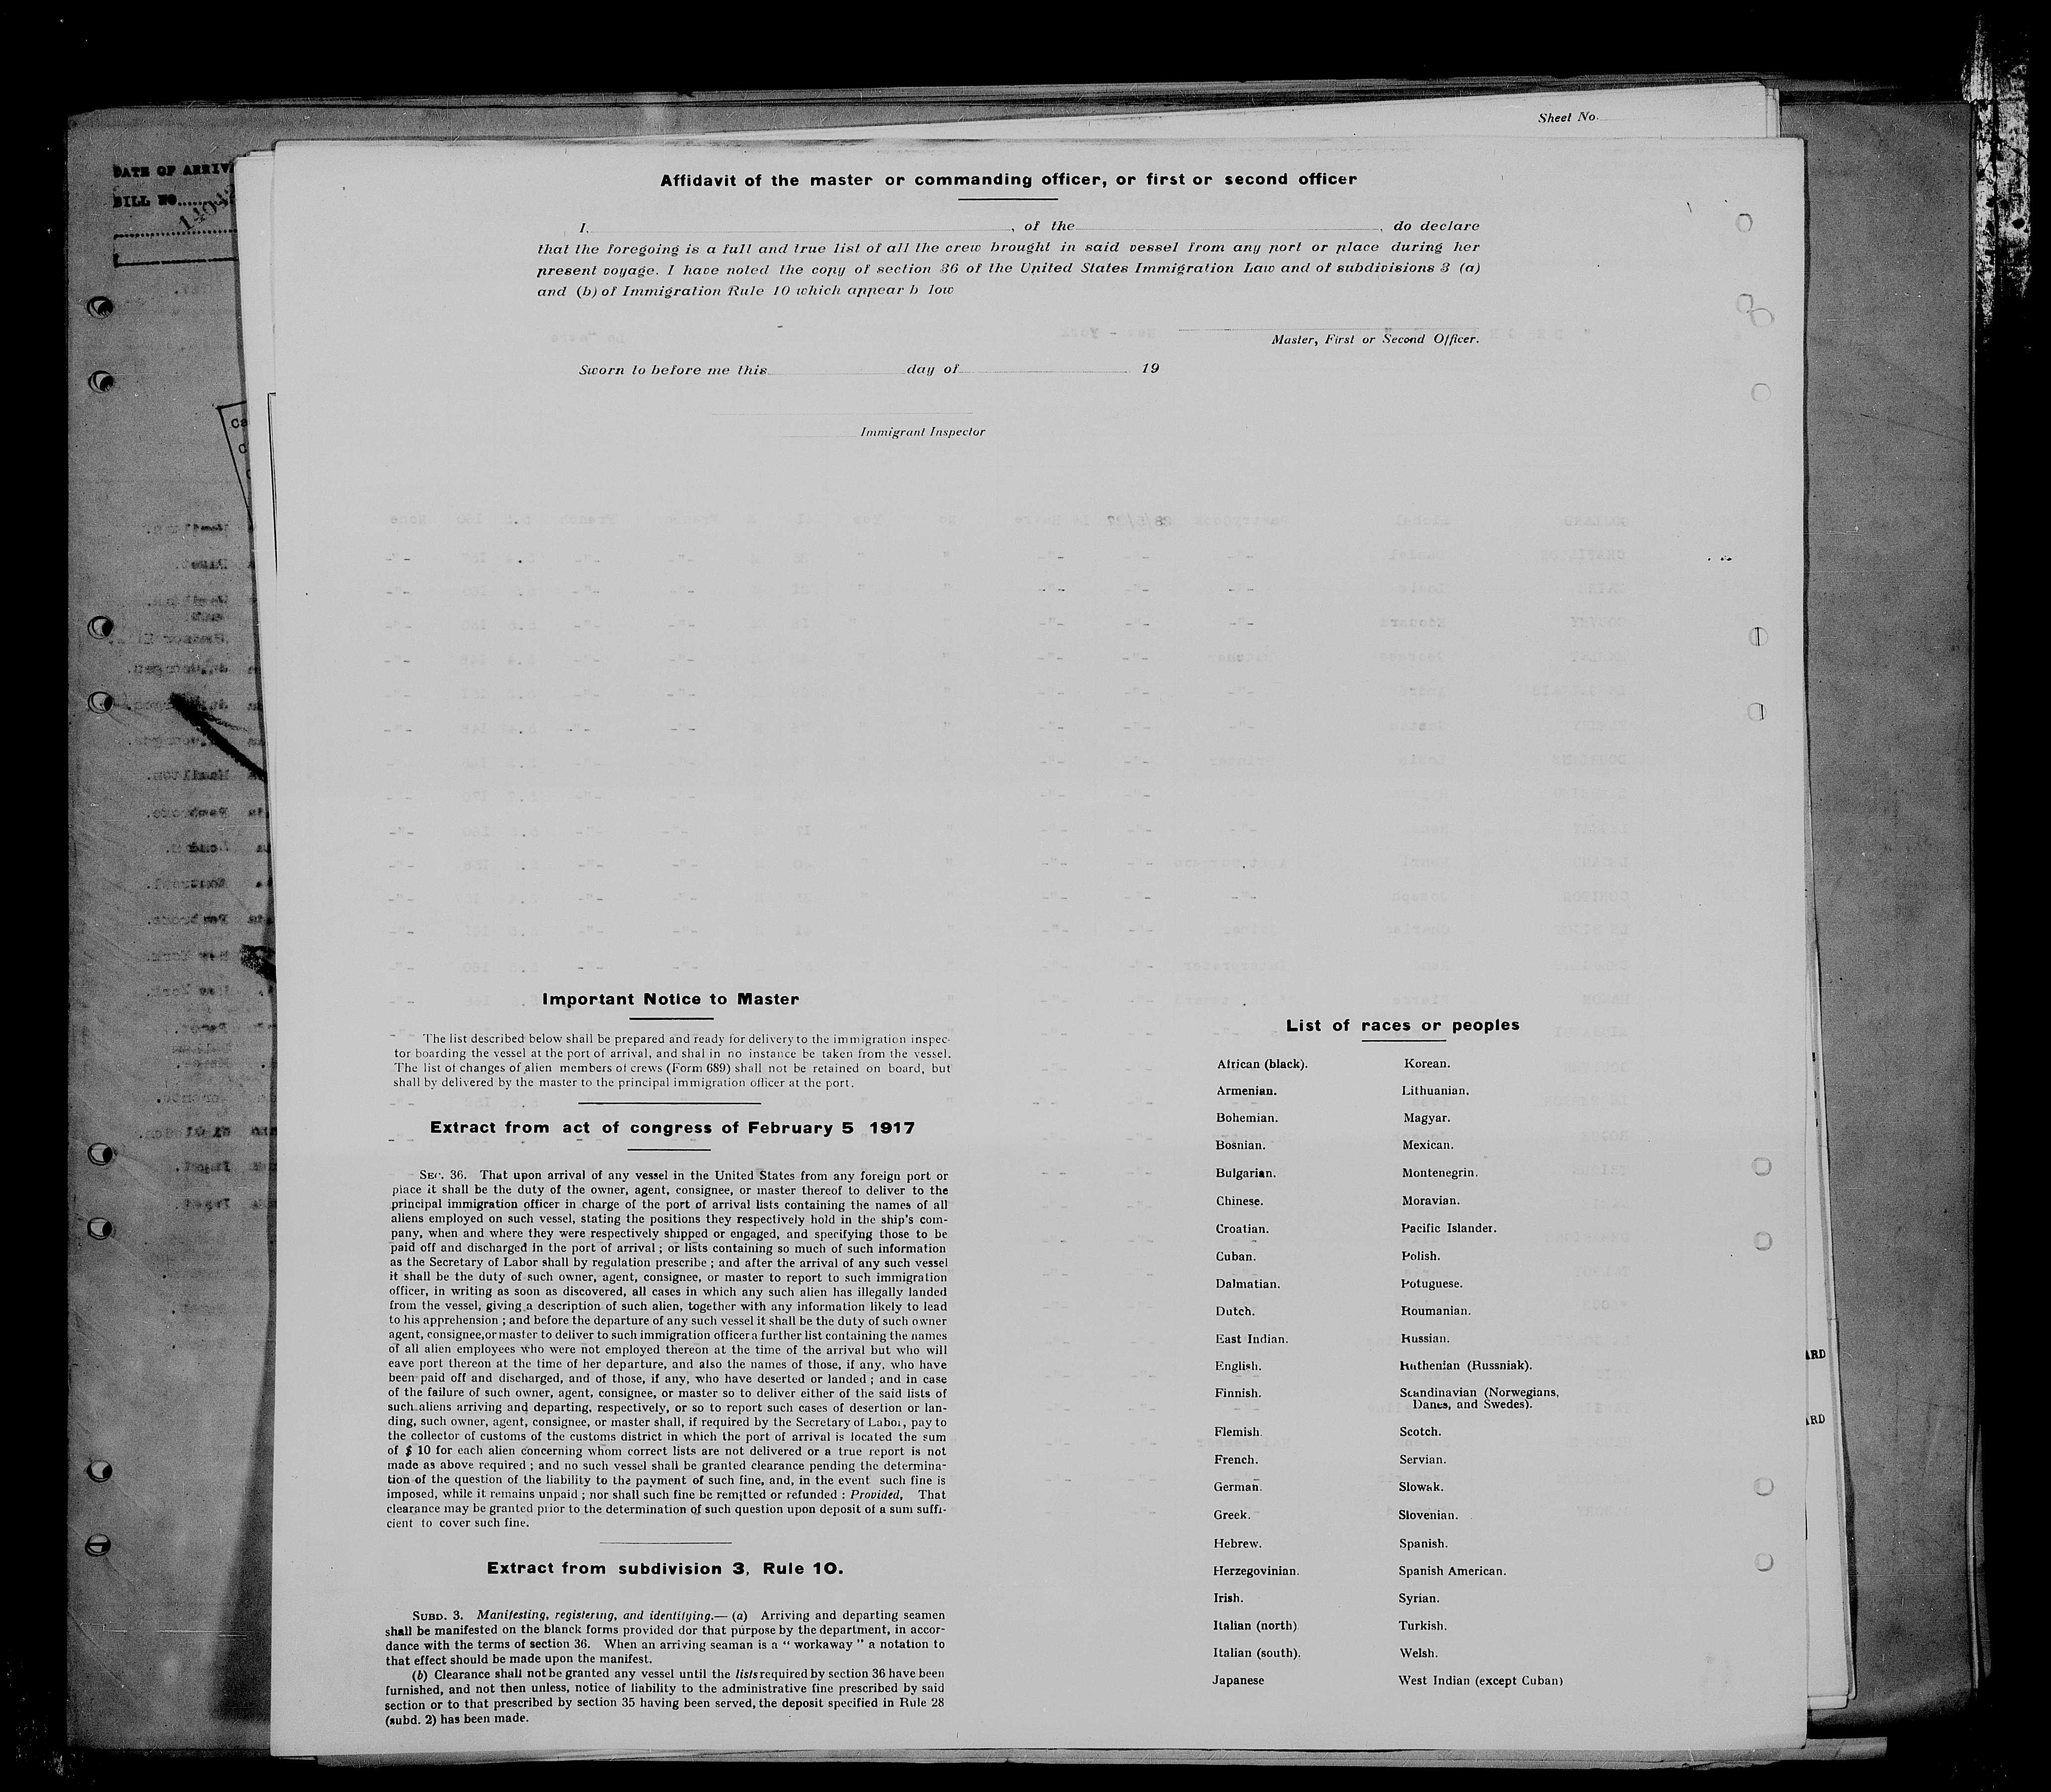 Sheet No.
DATE OF ARRIV
BILL NO.
Affidavit of the master or commanding officer, or first or second officer
I, , of the , do declare
that the foregoing is a full and true list of all the crew brought in said vessel from any port or place during her
present voyage. I have noted the copy of section 36 of the United States Immigration Law and of subdivisions 3 (a)
and (b) of Immigration Rule 10 which appear b low
Master, First or Second Officer.
Sworn to before me this day of 19
Immigrant Inspector
Important Notice to Master
The list described below shall be prepared and ready for delivery to the immigration inspec-
tor boarding the vessel at the port of arrival, and shal in no instance be taken from the vessel.
The list of changes of alien members of crews (Form 689) shall not be retained on board, but
shall by delivered by the master to the principal immigration officer at the port.
Extract from act of congress of February 5 1917
SEC. 36. That upon arrival of any vessel in the United States from any foreign port or
place it shall be the duty of the owner, agent, consignee, or master thereof to deliver to the
principal immigration officer in charge of the port of arrival lists containing the names of all
aliens employed on such vessel, stating the positions they respectively hold in the ship's com-
pany, when and where they were respectively shipped or engaged, and specifying those to be
paid off and discharged in the port of arrival ; or lists containing so much of such information
as the Secretary of Labor shall by regulation prescribe ; and after the arrival of any such vessel
it shall be the duty of such owner, agent, consignee, or master to report to such immigration
officer, in writing as soon as discovered, all cases in which any such alien has illegally landed
from the vessel, giving a description of such alien, together with any information likely to lead
to his apprehension ; and before the departure of any such vessel it shall be the duty of such owner
agent, consignee, or master to deliver to such immigration officer a further list containing the names
of all alien employees who were not employed thereon at the time of the arrival but who will
eave port thereon at the time of her departure, and also the names of those, if any, who have
been paid off and discharged, and of those, if any, who have deserted or landed ; and in case
of the failure of such owner, agent, consignee, or master so to deliver either of the said lists of
such aliens arriving and departing, respectively, or so to report such cases of desertion or lan-
ding, such owner, agent, consignee, or master shall, if required by the Secretary of Labor, pay to
the collector of customs of the customs district in which the port of arrival is located the sum
of $ 10 for each alien concerning whom correct lists are not delivered or a true report is not
made as above required ; and no such vessel shall be granted clearance pending the determina-
tion of the question of the liability to the payment of such fine, and, in the event such fine is
imposed, while it remains unpaid ; nor shall such fine be remitted or refunded : Provided, That
clearance may be granted prior to the determination of such question upon deposit of a sum suffi-
cient to cover such fine.
Extract from subdivision 3, Rule 10.
SUBD. 3. Manifesting, registering, and identifying.— (a) Arriving and departing seamen
shall be manifested on the blanck forms provided dor that purpose by the department, in accor-
dance with the terms of section 36. When an arriving seaman is a " workaway " a notation to
that effect should be made upon the manifest.
(b) Clearance shall not be granted any vessel until the lists required by section 36 have been
furnished, and not then unless, notice of liability to the administrative fine prescribed by said
section or to that prescribed by section 35 having been served, the deposit specified in Rule 28
(subd. 2) has been made.
List of races or peoples
African (black).
Armenian.
Bohemian.
Bosnian.
Bulgarian.
Chinese.
Croatian.
Cuban.
Dalmatian.
Dutch.
East Indian.
English.
Finnish.
Flemish.
French.
German.
Greek.
Hebrew.
Herzegovinian.
Irish.
Italian (north).
Italian (south).
Japanese
Korean.
Lithuanian.
Magyar.
Mexican.
Montenegrin.
Moravian.
Pacific Islander.
Polish.
Potuguese.
Roumanian.
Russian.
Ruthenian (Russniak).
Scandinavian (Norwegians,
Danes, and Swedes).
Scotch.
Servian.
Slowak.
Slovenian.
Spanish.
Spanish American.
Syrian.
Turkish.
Welsh.
West Indian (except Cuban)
ARD
ARD